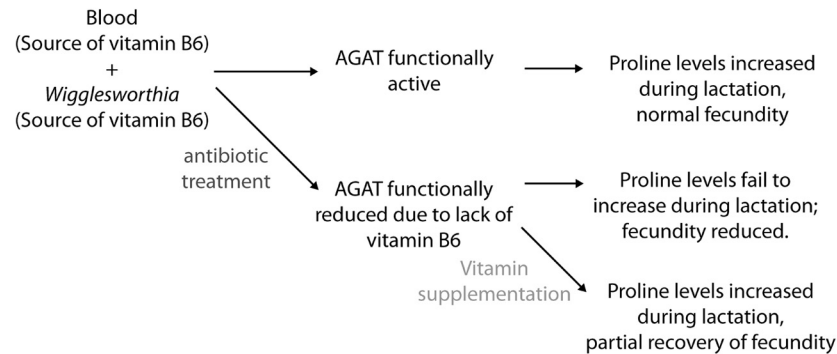 Blood
(Source of vitamin B6)
+
Wigglesworthia
(Source of vitamin B6)
AGAT functionally
active
Proline levels increased
during lactation,
normal fecundity
antibiotic
treatment
AGAT functionally
reduced due to lack of
vitamin B6
Proline levels fail to
increase during lactation;
fecundity reduced.
Vitamin
supplementation
Proline levels increased
during lactation,
partial recovery of fecundity